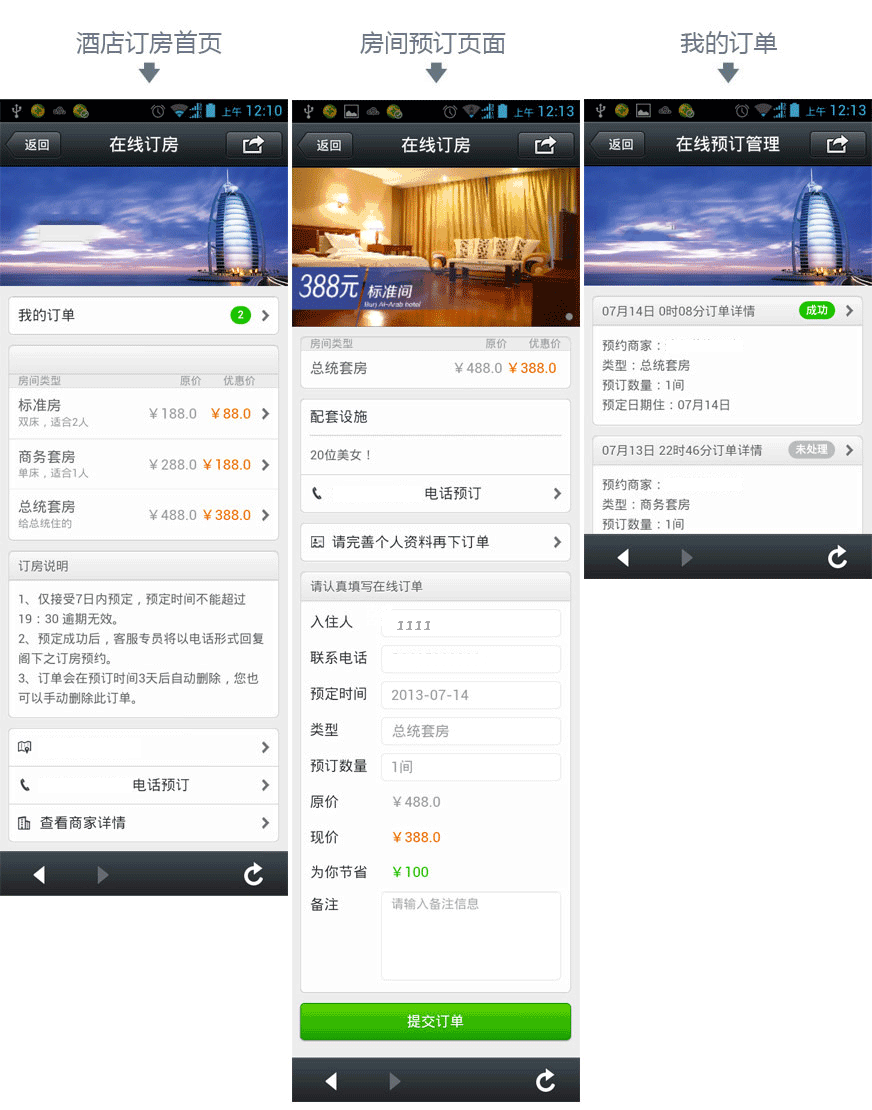 酒店订房首页
房间预订页面
我的订单
上午 12:10
返回
在线订房
我的订单
2
房间类型 原价 优惠价
标准房
双床，适合2人
￥188.0 ￥88.0
商务套房
单床，适合1人
￥288.0 ￥188.0
总统套房
给总统住的
￥488.0 ￥388.0
订房说明
1、仅接受7日内预定，预定时间不能超过
19：30 逾期无效。
2、预定成功后，客服专员将以电话形式回复
阁下之订房预约。
3、订单会在预订时间3天后自动删除，您也
可以手动删除此订单。
电话预订
查看商家详情
上午 12:13
返回
在线订房
388元 标准间
Burj Al-Arab hotel
房间类型 原价 优惠价
总统套房 ￥488.0 ￥388.0
配套设施
20位美女！
电话预订
请完善个人资料再下订单
请认真填写在线订单
入住人 1111
联系电话
预定时间 2013-07-14
类型 总统套房
预订数量 1间
原价 ￥488.0
现价 ￥388.0
为你节省 ￥100
备注 请输入备注信息
提交订单
上午 12:13
返回
在线预订管理
07月14日 0时08分订单详情 成功
预约商家：
类型：总统套房
预订数量：1间
预定日期住：07月14日
07月13日 22时46分订单详情 未处理
预约商家：
类型：商务套房
预订数量：1间